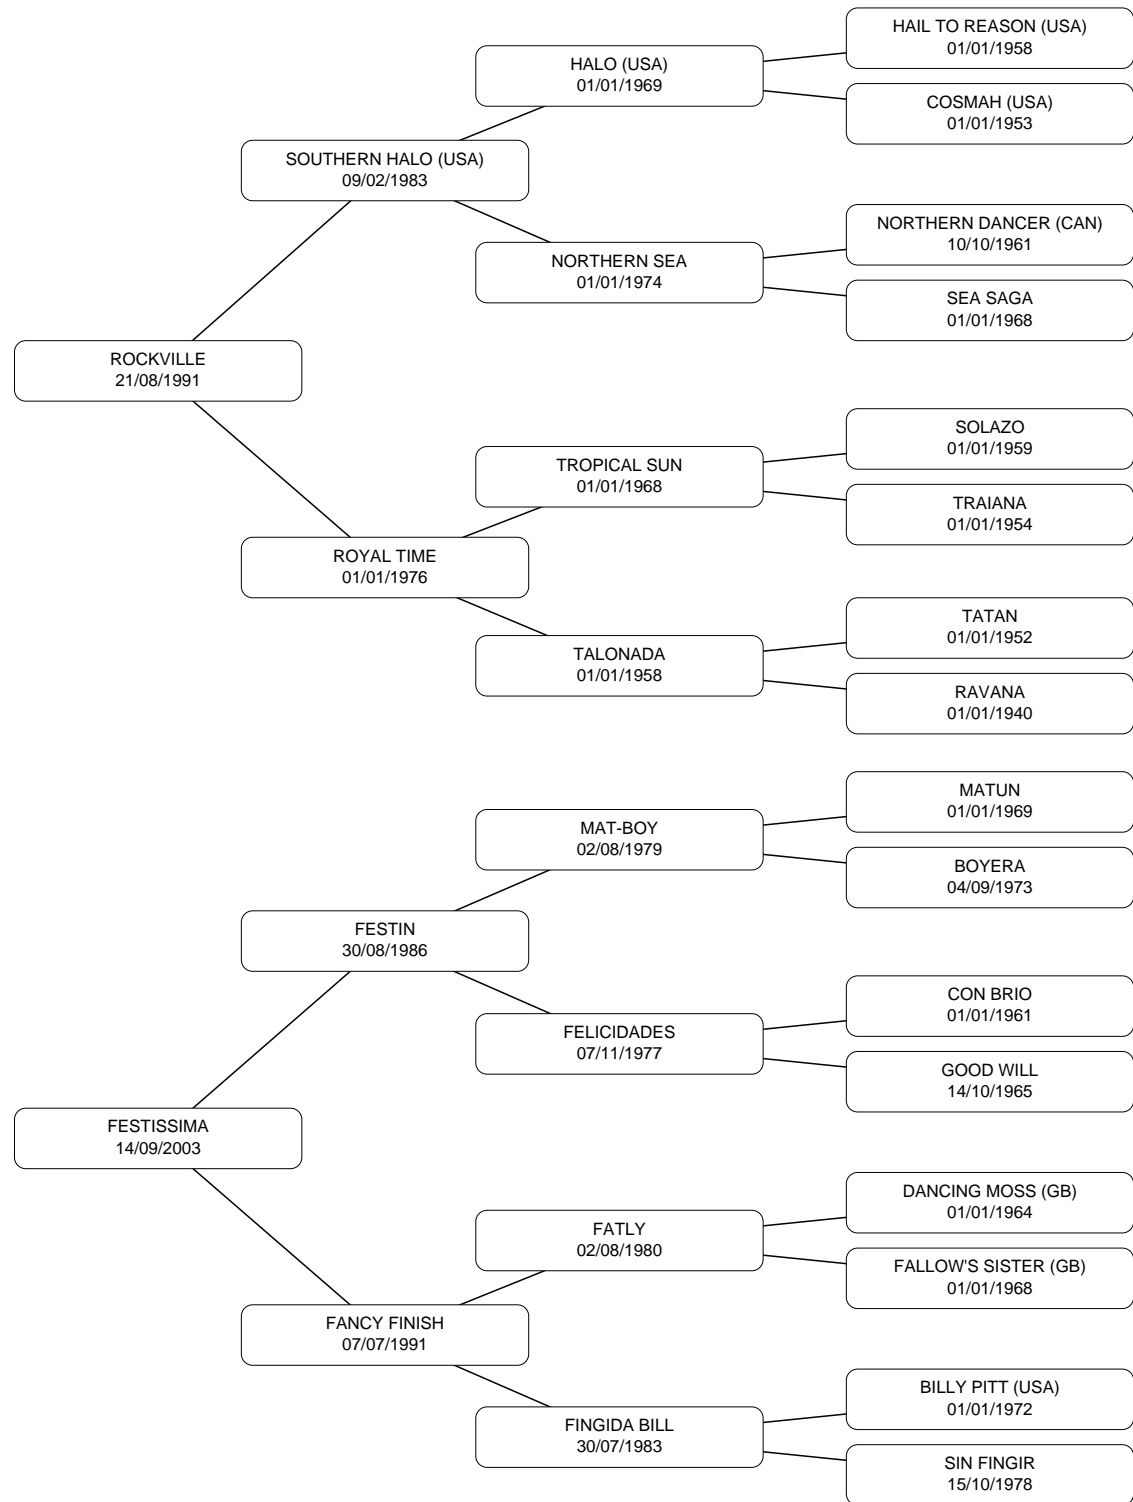 HAIL TO REASON (USA)
01/01/1958
HALO (USA)
01/01/1969
COSMAH (USA)
01/01/1953
SOUTHERN HALO (USA)
09/02/1983
NORTHERN DANCER (CAN)
10/10/1961
NORTHERN SEA
01/01/1974
SEA SAGA
01/01/1968
ROCKVILLE
21/08/1991
SOLAZO
01/01/1959
TROPICAL SUN
01/01/1968
TRAIANA
01/01/1954
ROYAL TIME
01/01/1976
TATAN
01/01/1952
TALONADA
01/01/1958
RAVANA
01/01/1940
MATUN
01/01/1969
MAT-BOY
02/08/1979
BOYERA
04/09/1973
FESTIN
30/08/1986
CON BRIO
01/01/1961
FELICIDADES
07/11/1977
GOOD WILL
14/10/1965
FESTISSIMA
14/09/2003
DANCING MOSS (GB)
01/01/1964
FATLY
02/08/1980
FALLOW'S SISTER (GB)
01/01/1968
FANCY FINISH
07/07/1991
BILLY PITT (USA)
01/01/1972
FINGIDA BILL
30/07/1983
SIN FINGIR
15/10/1978